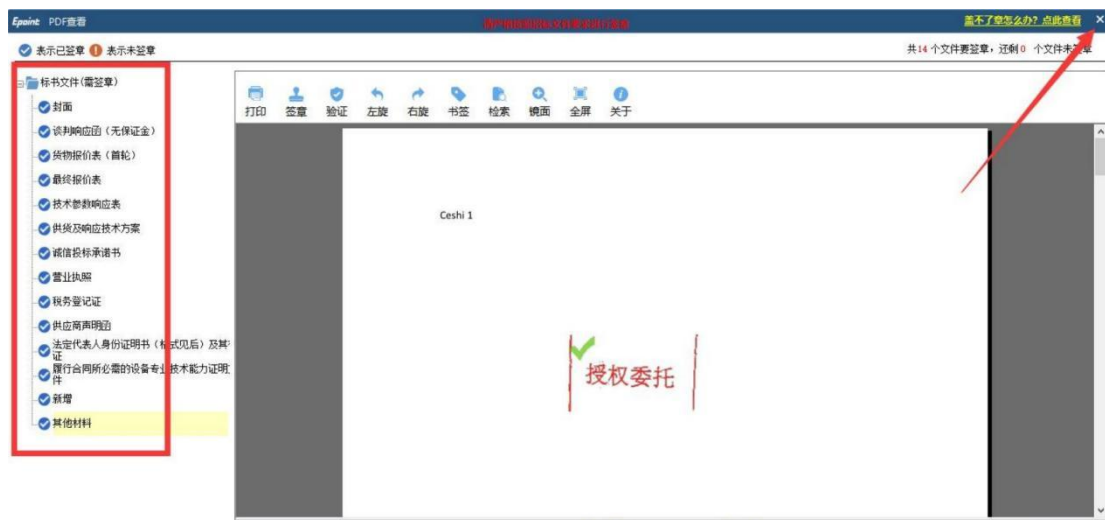 Epoint PDF查看
盖不了章怎么办? 点此查看 ×
表示已签章 表示未签章
共14 个文件要签章,还剩0 个文件未签章
标书文件(需签章)
封面
谈判响应函(无保证金)
货物报价表(首轮)
最终报价表
技术参数响应表
供货及响应技术方案
诚信投标承诺书
营业执照
税务登记证
供应商声明函
法定代表人身份证明书(格式见后)及其
证
履行合同所必需的设备专业技术能力证明
件
新增
其他材料
打印 签章 验证 左旋 右旋 书签 检索 镜面 全屏 关于
Ceshi 1
授权委托